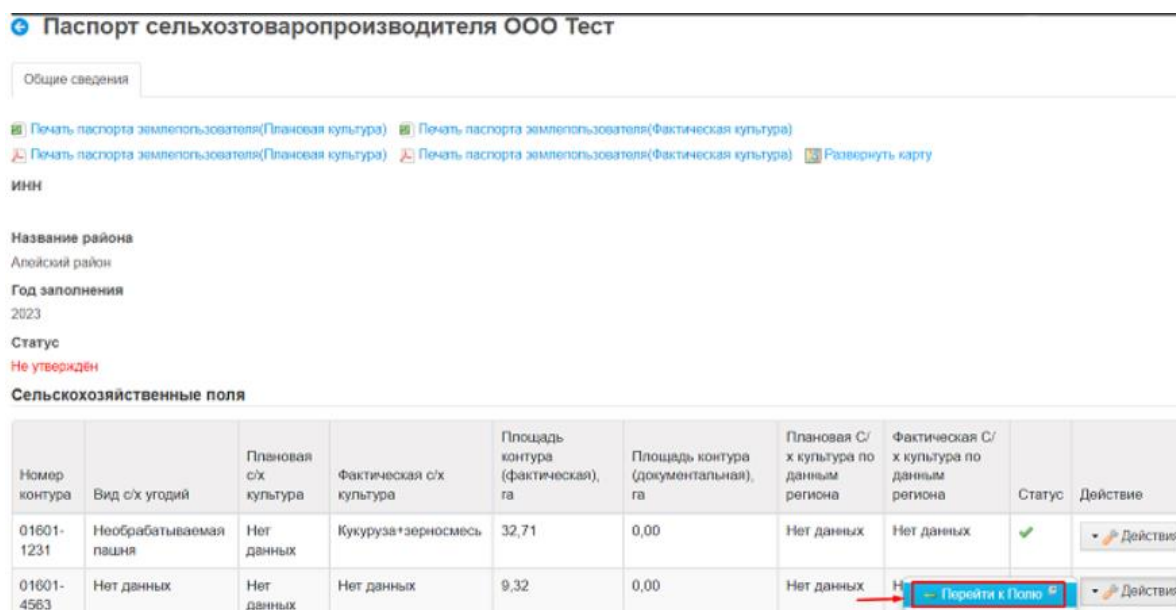 Паспорт сельхозтоваропроизводителя ООО Тест
Общие сведения
Печать паспорта землепользователя(Плановая культура) Печать паспорта землепользователя(Фактическая культура)
Печать паспорта землепользователя(Плановая культура) Печать паспорта землепользователя(Фактическая культура) Развернуть карту
ИНН
Название района
Алейский район
Год заполнения
2023
Статус
Не утверждён
Сельскохозяйственные поля
Номер контура
Вид с/х угодий
Плановая с/х культура
Фактическая с/х культура
Площадь контура (фактическая), га
Площадь контура (документальная), га
Плановая С/х культура по данным региона
Фактическая С/х культура по данным региона
Статус
Действие
01601-1231
Необрабатываемая пашня
Нет данных
Кукуруза+зерносмесь
32,71
0,00
Нет данных
Нет данных
Действия
01601-4563
Нет данных
Нет данных
Нет данных
9,32
0,00
Нет данных
Перейти к Полю
Действия